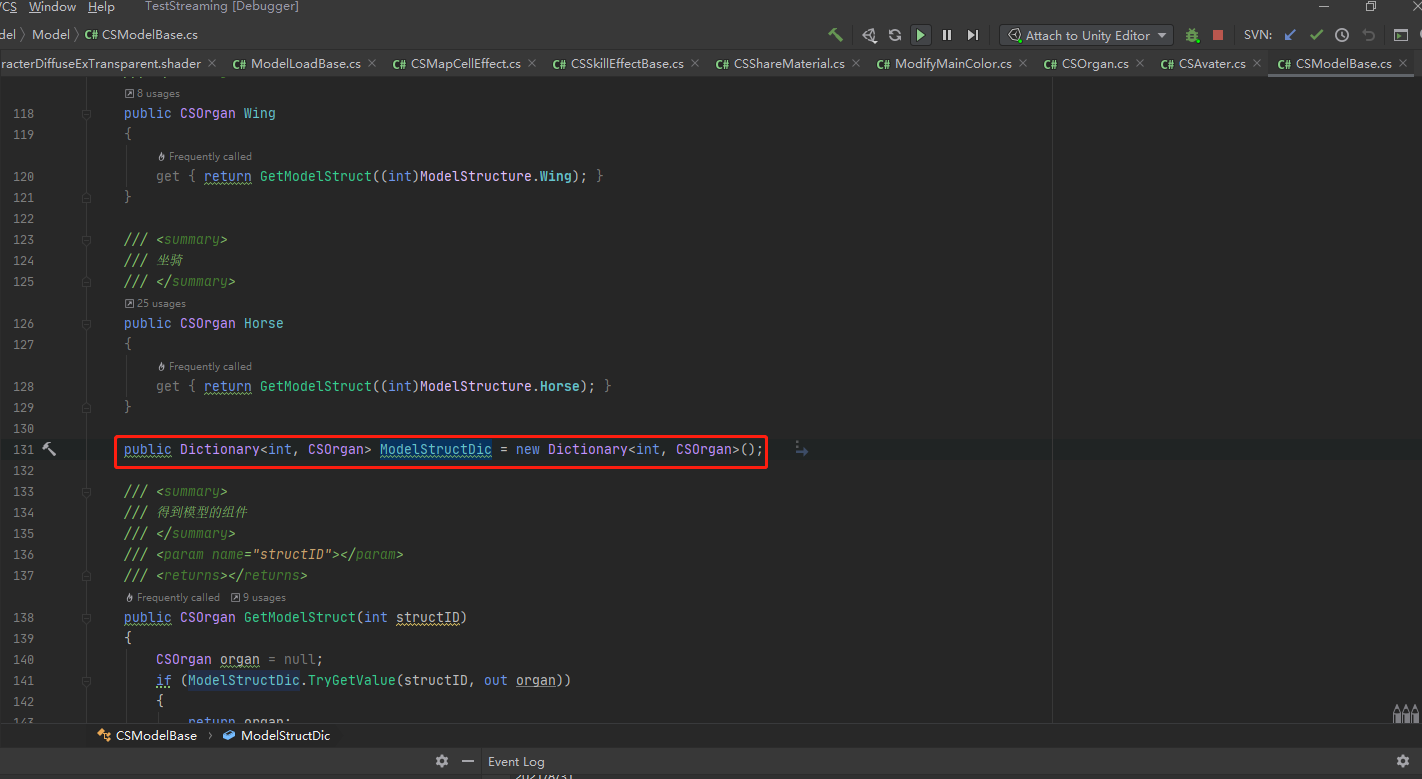 VCS Window Help TestStreaming [Debugger]
del Model C# CSModelBase.cs Attach to Unity Editor SVN:
racterDiffuseExTransparent.shader C# ModelLoadBase.cs C# CSMapCellEffect.cs C# CSSkillEffectBase.cs C# CSShareMaterial.cs C# ModifyMainColor.cs C# CSOrgan.cs C# CSAvater.cs C# CSModelBase.cs
8 usages
118 public CSOrgan Wing
119 {
Frequently called
120 get { return GetModelStruct((int)ModelStructure.Wing); }
121 }
122
123 /// <summary>
124 /// 坐骑
125 /// </summary>
25 usages
126 public CSOrgan Horse
127 {
Frequently called
128 get { return GetModelStruct((int)ModelStructure.Horse); }
129 }
130
131 public Dictionary<int, CSOrgan> ModelStructDic = new Dictionary<int, CSOrgan>();
132
133 /// <summary>
134 /// 得到模型的组件
135 /// </summary>
136 /// <param name="structID"></param>
137 /// <returns></returns>
Frequently called 9 usages
138 public CSOrgan GetModelStruct(int structID)
139 {
140 CSOrgan organ = null;
141 if (ModelStructDic.TryGetValue(structID, out organ))
142 {
143 return organ;
CSModelBase ModelStructDic
Event Log
2021/8/31